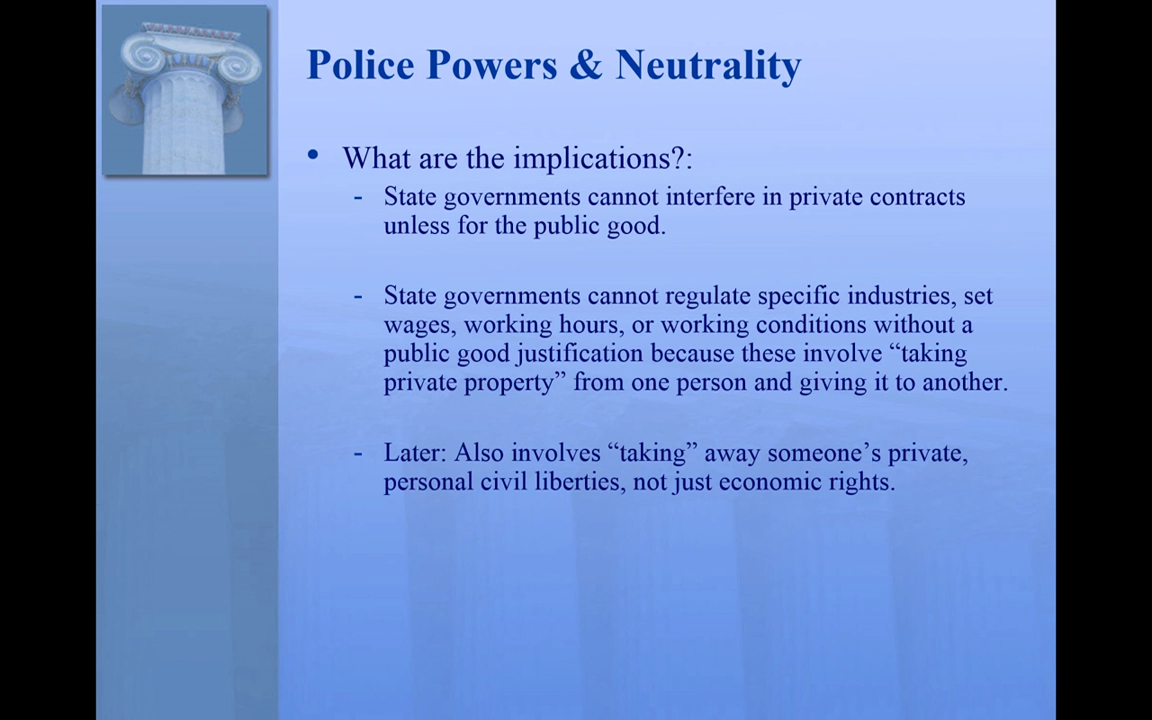 Police Powers & Neutrality
• What are the implications?:
- State governments cannot interfere in private contracts
unless for the public good.
- State governments cannot regulate specific industries, set
wages, working hours, or working conditions without a
public good justification because these involve “taking
private property” from one person and giving it to another.
- Later: Also involves “taking” away someone’s private,
personal civil liberties, not just economic rights.